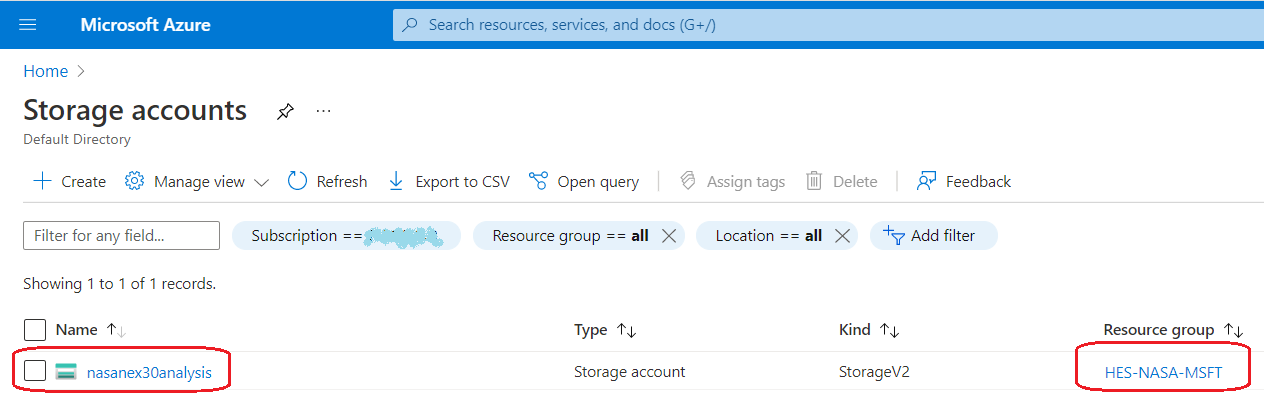 Microsoft Azure
Search resources, services, and docs (G+/)
Home >
Storage accounts ...
Default Directory
+ Create Manage view Refresh Export to CSV Open query Assign tags Delete Feedback
Filter for any field... Subscription == Resource group == all Location == all Add filter
Showing 1 to 1 of 1 records.
Name ↑↓ Type ↑↓ Kind ↑↓ Resource group ↑↓
nasanex30analysis Storage account StorageV2 HES-NASA-MSFT